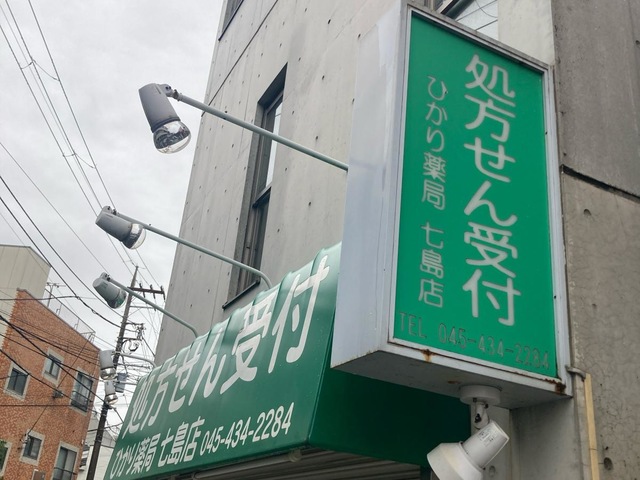 処方せん受付
ひかり薬局 七島店
TEL 045-434-2284
処方せん受付
ひかり薬局 七島店 045-434-2284